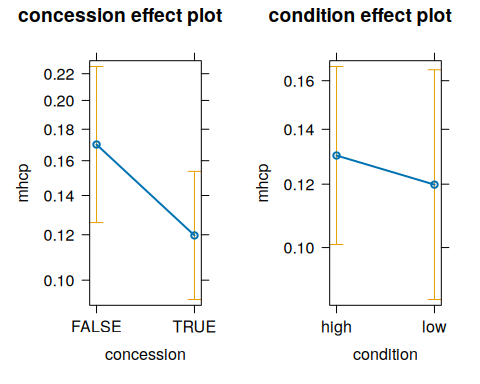 concession effect plot
0.22
0.20
0.18
0.16
0.14
0.12
0.10
mhcp
FALSE TRUE
concession
condition effect plot
0.16
0.14
0.12
0.10
mhcp
high low
condition